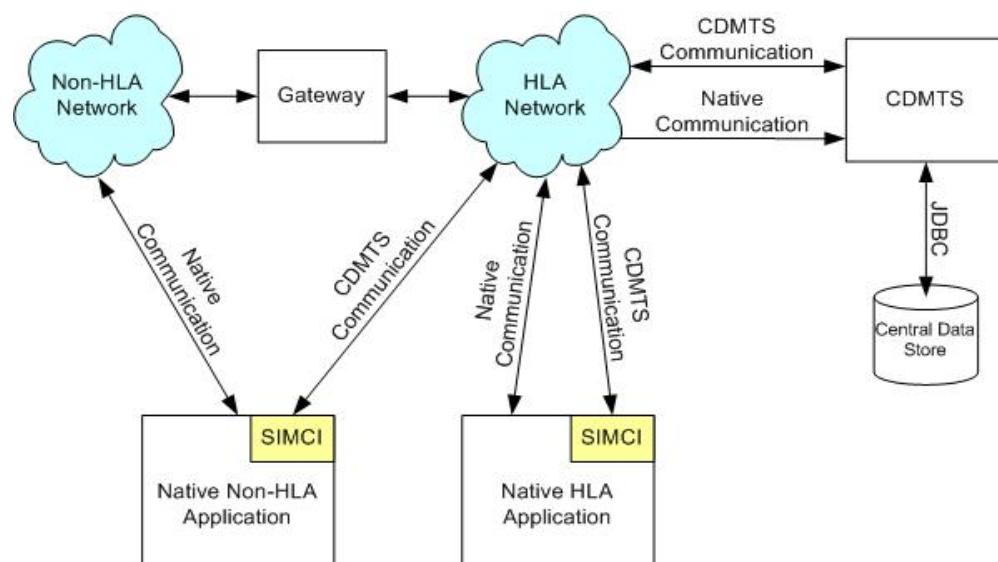 Non-HLA
Network
Gateway
HLA
Network
CDMTS
Communication
Native
Communication
CDMTS
JDBC
Central Data
Store
Native
Communication
CDMTS
Communication
Native
Communication
CDMTS
Communication
SIMCI
Native Non-HLA
Application
SIMCI
Native HLA
Application